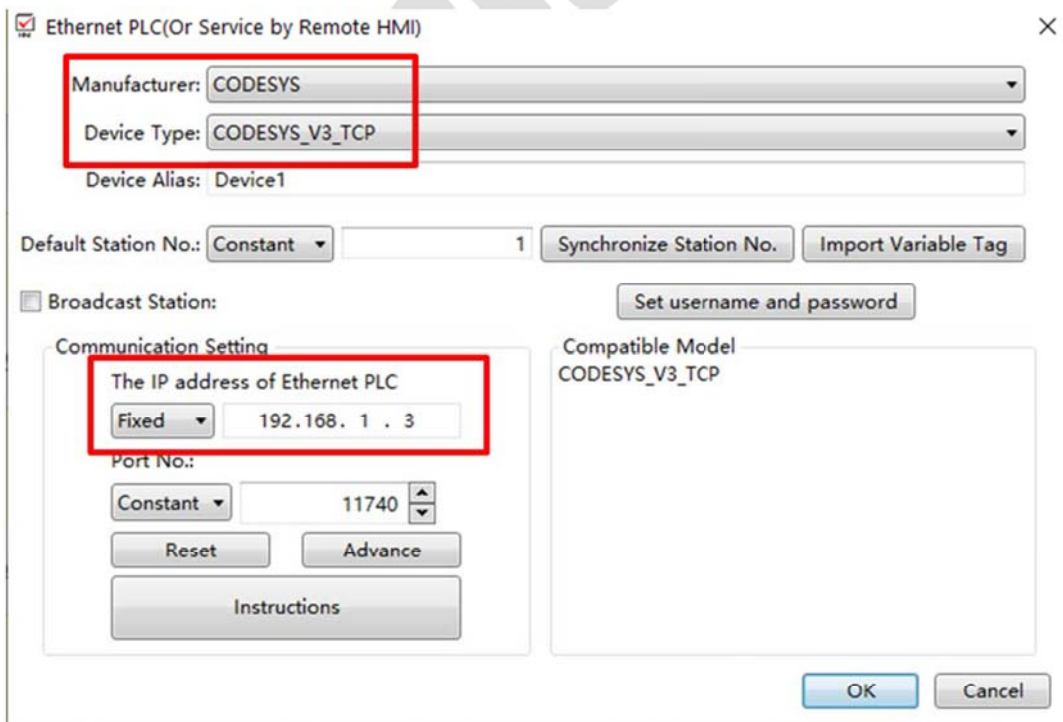 Ethernet PLC(Or Service by Remote HMI)
Manufacturer: CODESYS
Device Type: CODESYS_V3_TCP
Device Alias: Device1
Default Station No.: Constant 1 Synchronize Station No. Import Variable Tag
Broadcast Station: Set username and password
Communication Setting
The IP address of Ethernet PLC
Fixed 192.168. 1 . 3
Port No.:
Constant 11740
Reset Advance
Instructions
Compatible Model
CODESYS_V3_TCP
OK Cancel